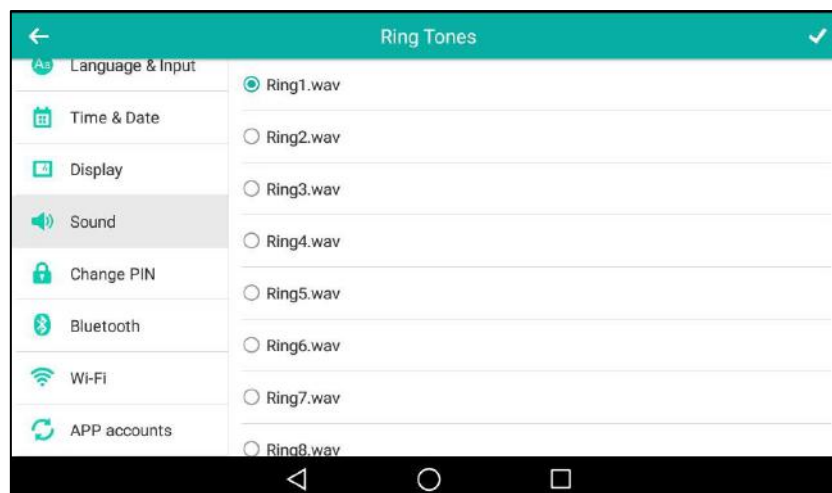 Ring Tones
Language & Input
Time & Date
Display
Sound
Change PIN
Bluetooth
Wi-Fi
APP accounts
Ring1.wav
Ring2.wav
Ring3.wav
Ring4.wav
Ring5.wav
Ring6.wav
Ring7.wav
Ring8.wav